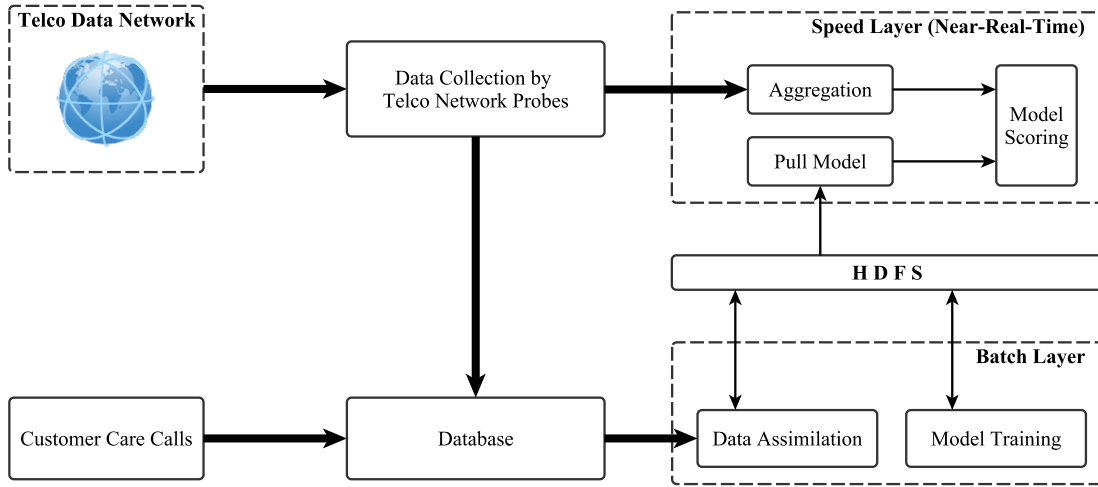 Telco Data Network
Data Collection by
Telco Network Probes
Speed Layer (Near-Real-Time)
Aggregation
Pull Model
Model
Scoring
H D F S
Batch Layer
Customer Care Calls
Database
Data Assimilation
Model Training